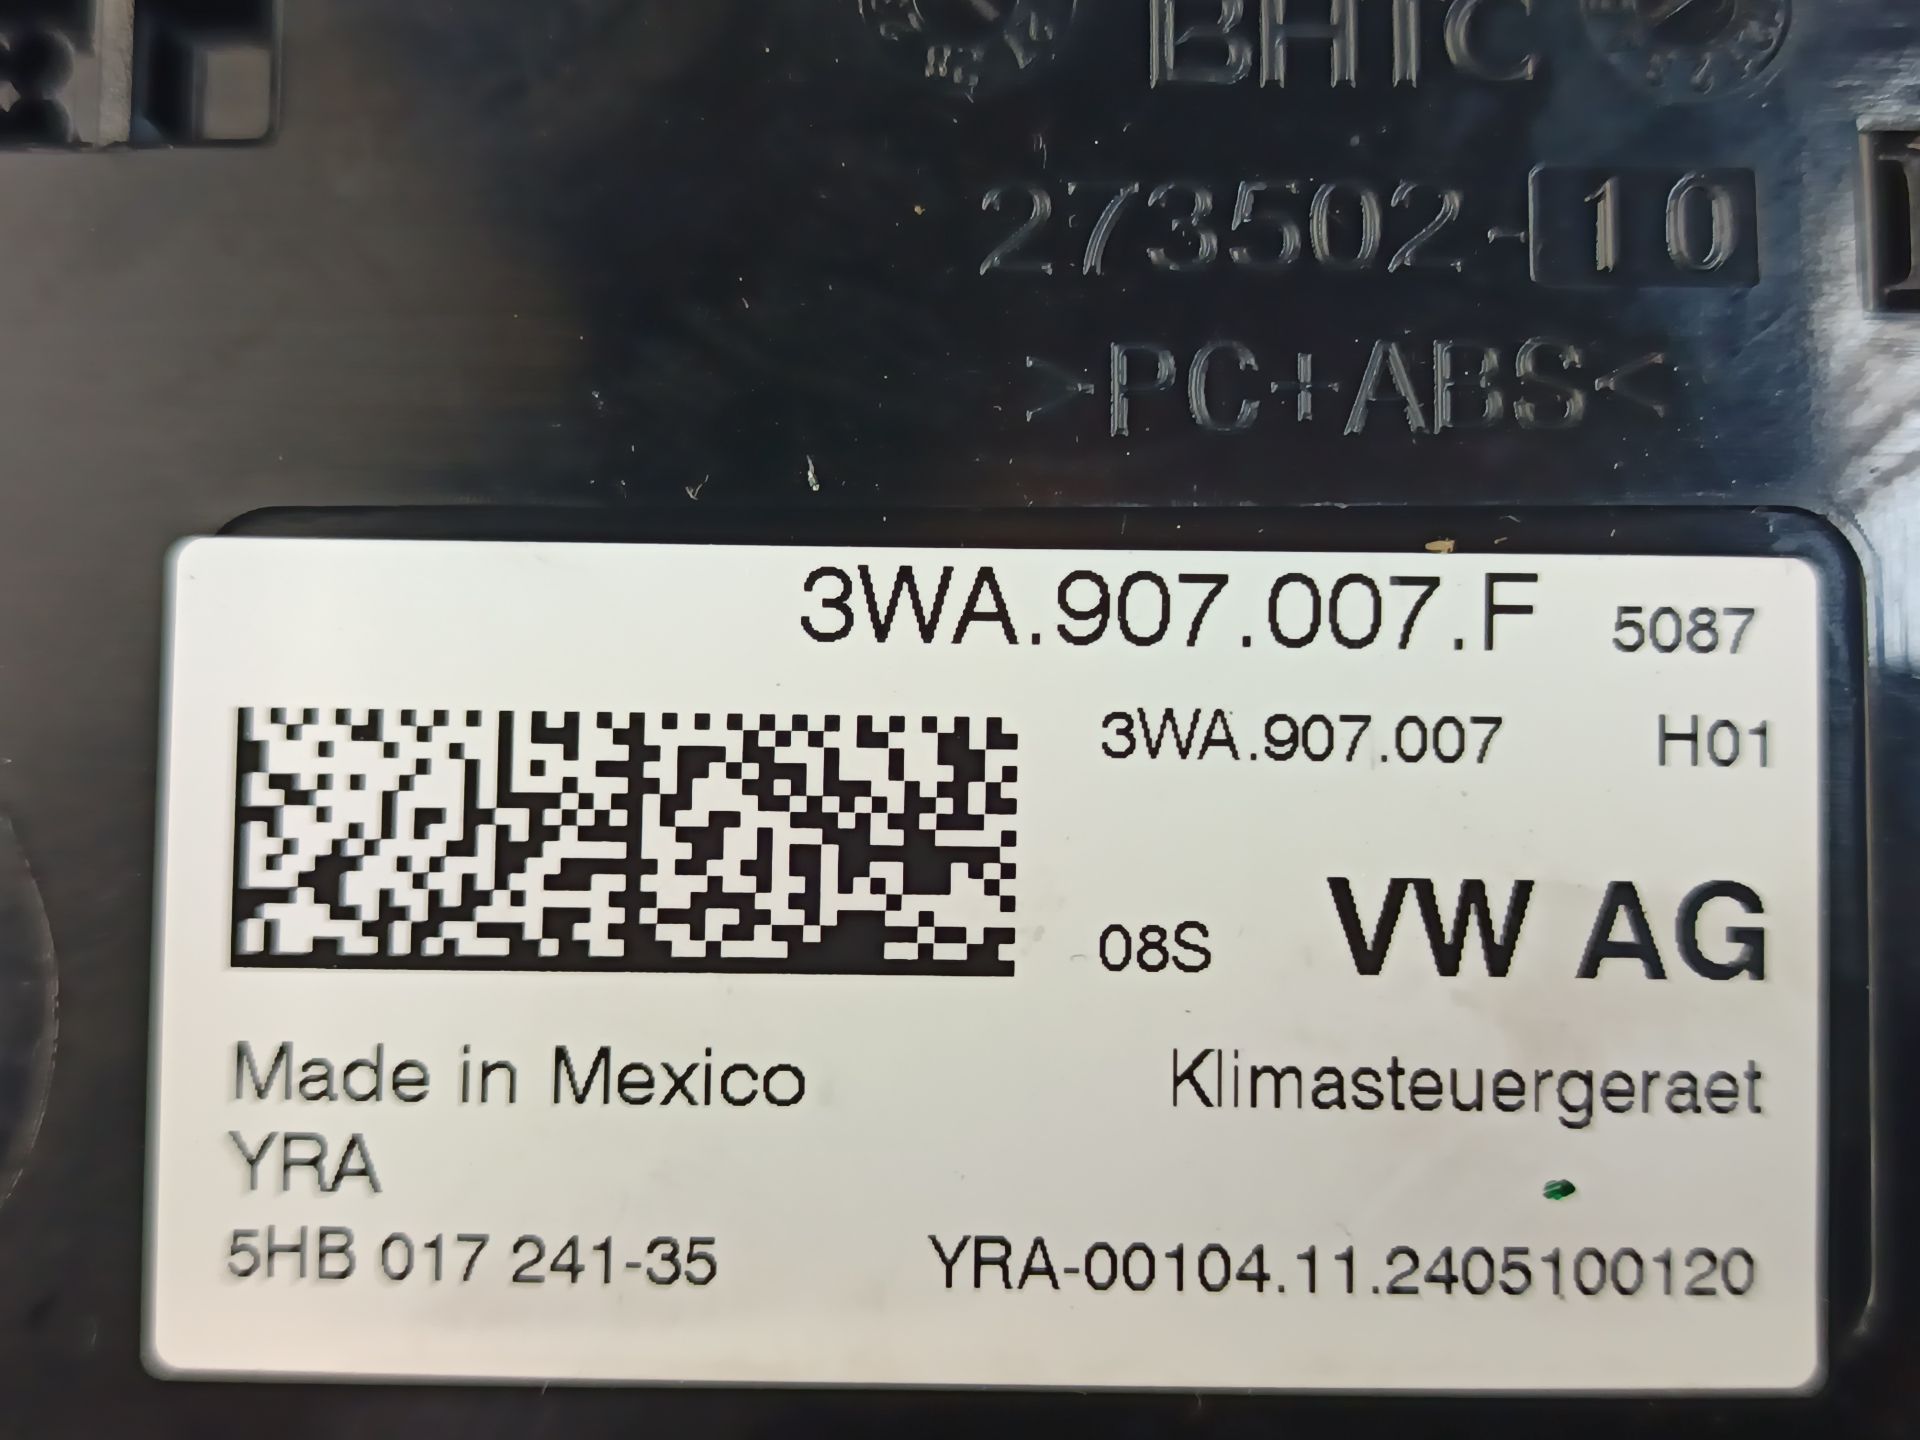 BHTC
273502-10
>PC+ABS<
3WA.907.007.F 5087
3WA.907.007 H01
08S VW AG
Made in Mexico Klimasteuergeraet
YRA
5HB 017 241-35 YRA-00104.11.2405100120